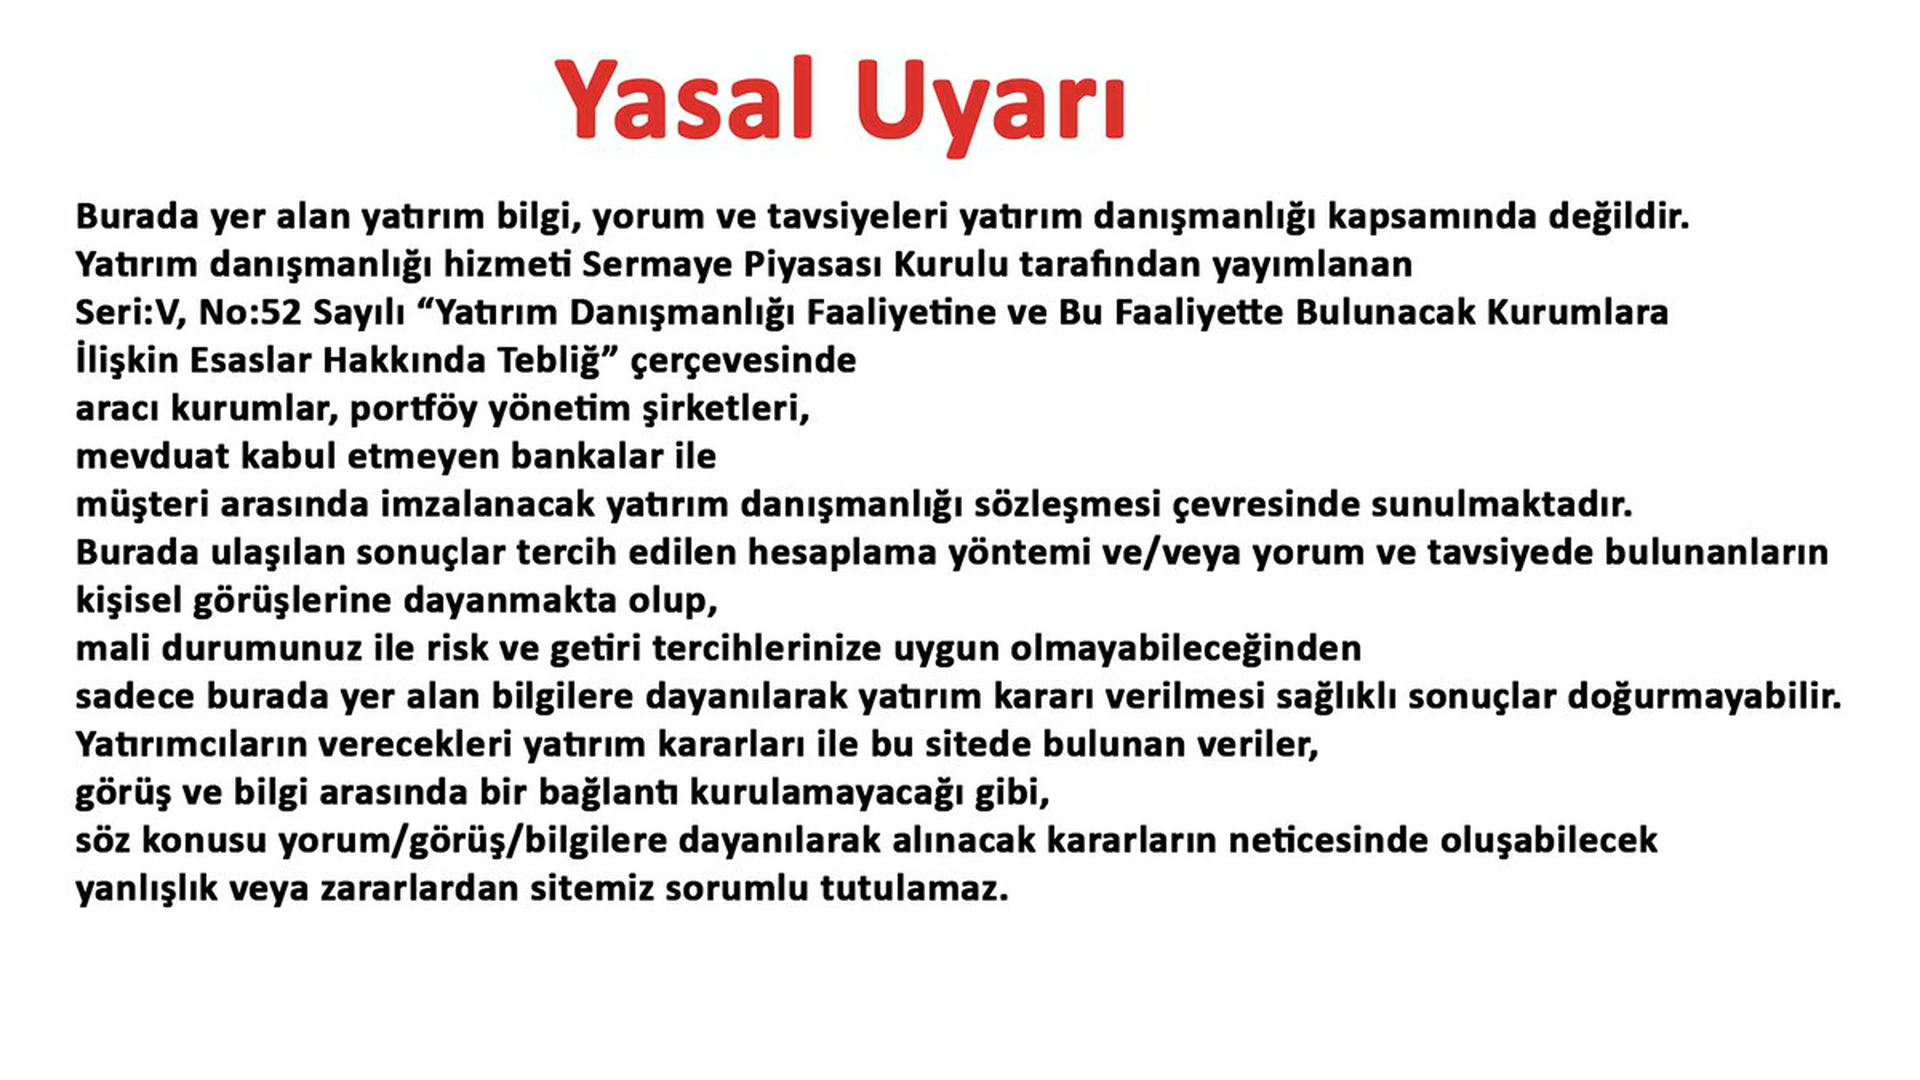 Yasal Uyarı
Burada yer alan yatırım bilgi, yorum ve tavsiyeleri yatırım danışmanlığı kapsamında değildir.
Yatırım danışmanlığı hizmeti Sermaye Piyasası Kurulu tarafından yayımlanan
Seri:V, No:52 Sayılı “Yatırım Danışmanlığı Faaliyetine ve Bu Faaliyette Bulunacak Kurumlara
İlişkin Esaslar Hakkında Tebliğ” çerçevesinde
aracı kurumlar, portföy yönetim şirketleri,
mevduat kabul etmeyen bankalar ile
müşteri arasında imzalanacak yatırım danışmanlığı sözleşmesi çevresinde sunulmaktadır.
Burada ulaşılan sonuçlar tercih edilen hesaplama yöntemi ve/veya yorum ve tavsiyede bulunanların
kişisel görüşlerine dayanmakta olup,
mali durumunuz ile risk ve getiri tercihlerinize uygun olmayabileceğinden
sadece burada yer alan bilgilere dayanılarak yatırım kararı verilmesi sağlıklı sonuçlar doğurmayabilir.
Yatırımcıların verecekleri yatırım kararları ile bu sitede bulunan veriler,
görüş ve bilgi arasında bir bağlantı kurulamayacağı gibi,
söz konusu yorum/görüş/bilgilere dayanılarak alınacak kararların neticesinde oluşabilecek
yanlışlık veya zararlardan sitemiz sorumlu tutulamaz.